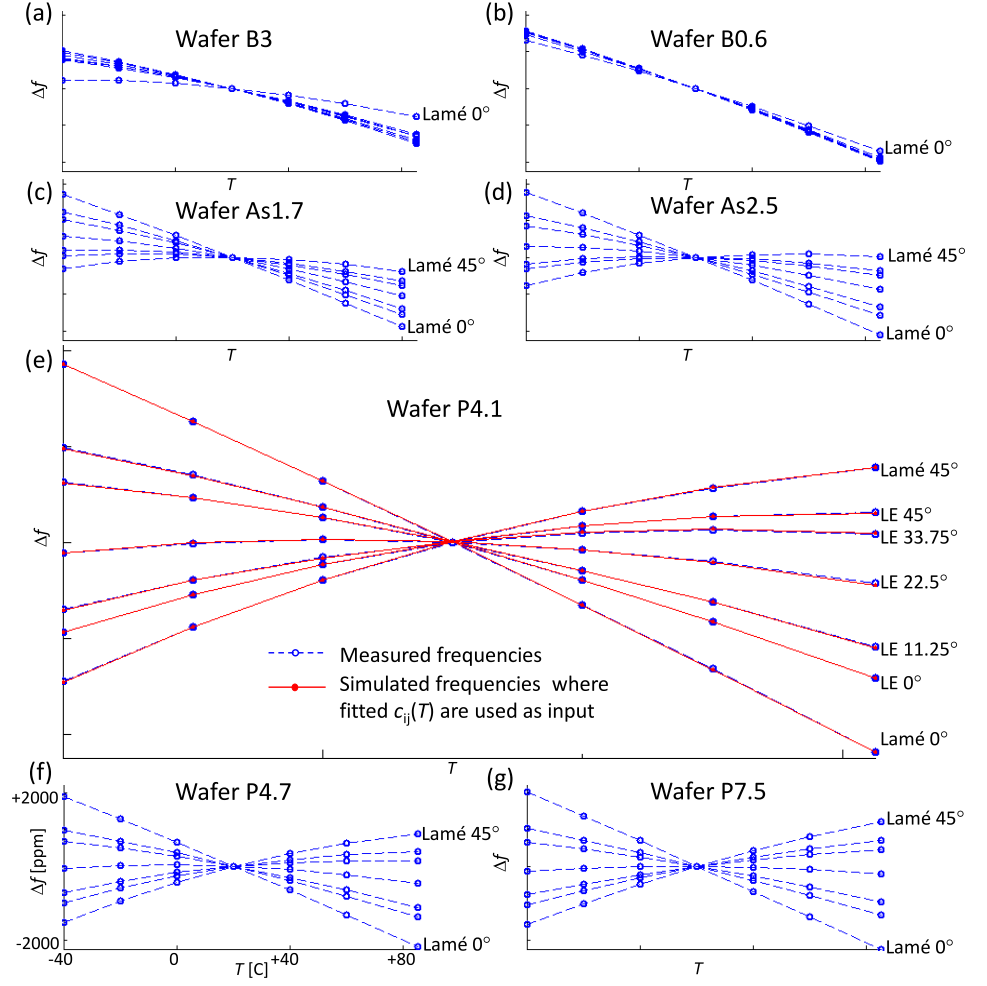 (a)
Wafer B3
Δf
Lamé 0°
T
(b)
Wafer B0.6
Δf
Lamé 0°
T
(c)
Wafer As1.7
Δf
Lamé 45°
Lamé 0°
T
(d)
Wafer As2.5
Δf
Lamé 45°
Lamé 0°
T
(e)
Wafer P4.1
Δf
Lamé 45°
LE 45°
LE 33.75°
LE 22.5°
LE 11.25°
LE 0°
Lamé 0°
Measured frequencies
Simulated frequencies where
fitted cij(T) are used as input
T
(f)
Wafer P4.7
+2000
Δf [ppm]
-2000
Lamé 45°
Lamé 0°
-40 0 +40 +80
T [C]
(g)
Wafer P7.5
Δf
Lamé 45°
Lamé 0°
T